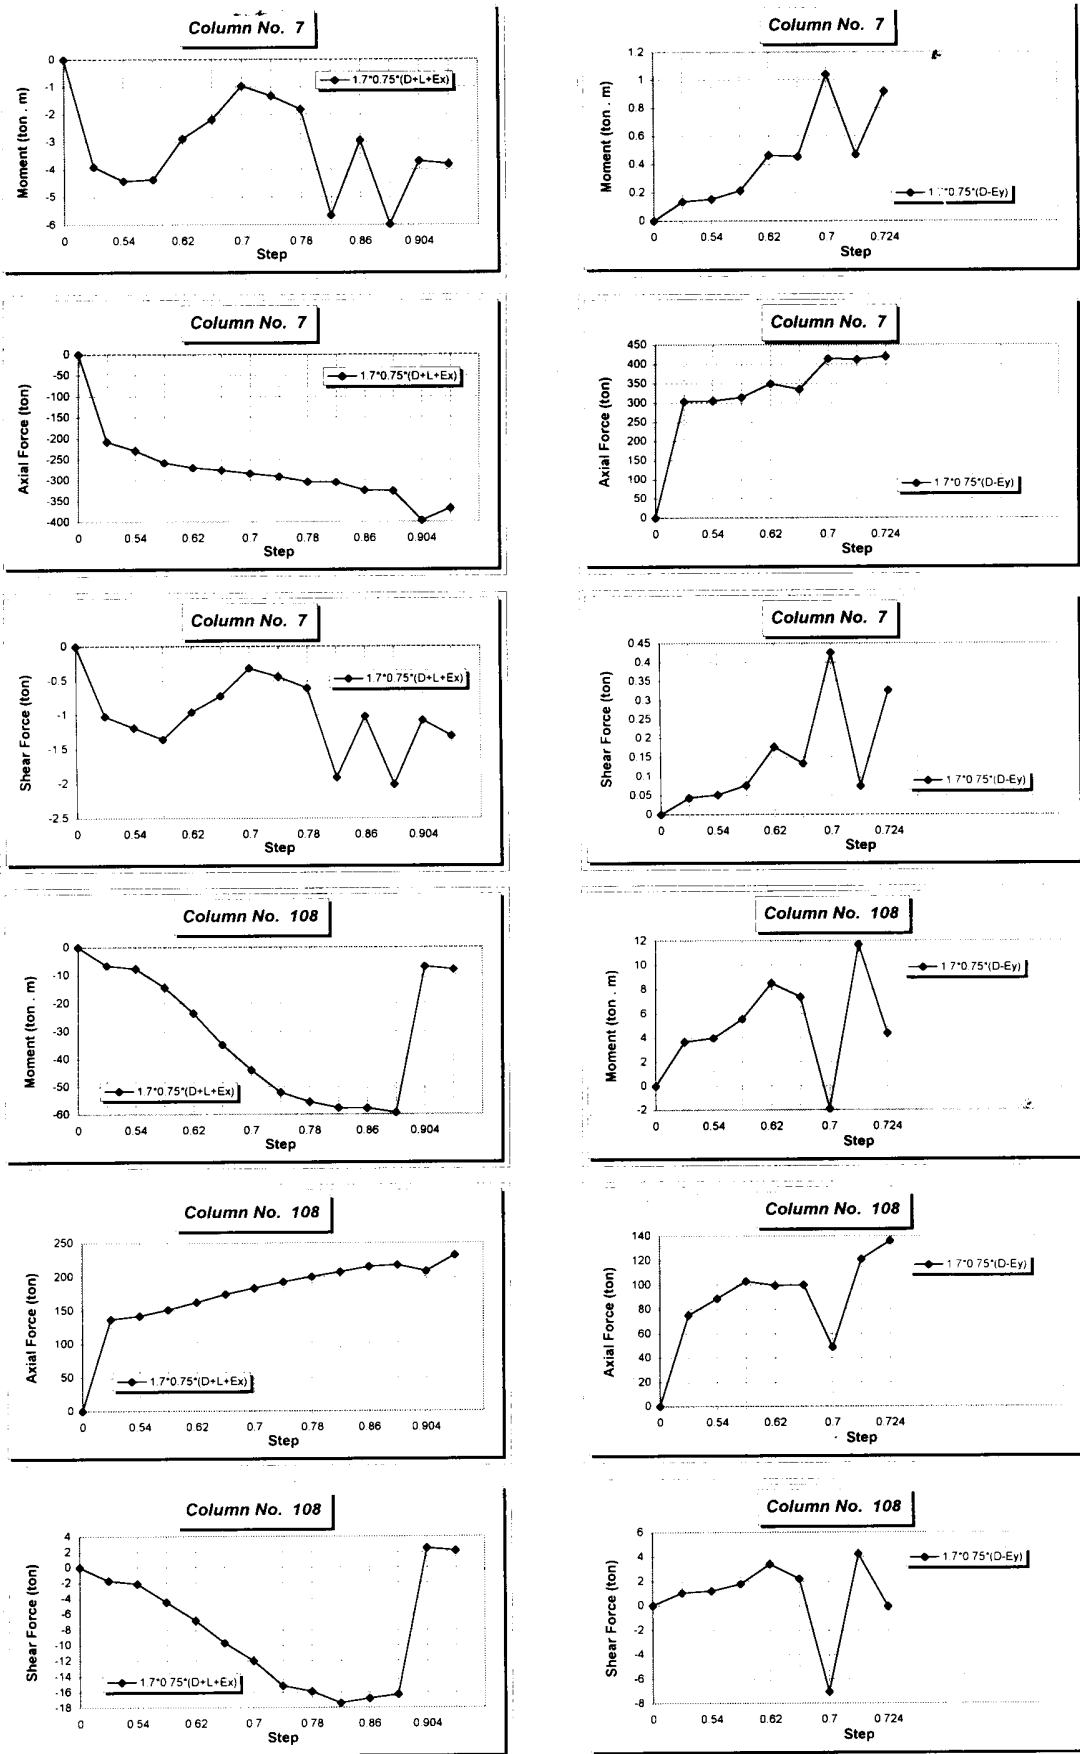 Column No. 7
Moment (ton . m)
0
-1
-2
-3
-4
-5
-6
1.7*0.75*(D+L+Ex)
0 0.54 0.62 0.7 0.78 0.86 0.904
Step
Column No. 7
Moment (ton . m)
1.2
1
0.8
0.6
0.4
0.2
0
0.75*(D-Ey)
0 0.54 0.62 0.7 0.724
Step
Column No. 7
Axial Force (ton)
0
-50
-100
-150
-200
-250
-300
-350
-400
1.7*0.75*(D+L+Ex)
0 0.54 0.62 0.7 0.78 0.86 0.904
Step
Column No. 7
Axial Force (ton)
450
400
350
300
350
300
150
100
50
0
1 7*0 75*(D-Ey)
0 0.54 0.62 0.7 0.724
Step
Column No. 7
Shear Force (ton)
0
-0.5
-1
-1.5
-2
-2.5
1.7*0.75*(D+L+Ex)
0 0.54 0.62 0.7 0.78 0.86 0.904
Step
Column No. 7
Shear Force (ton)
0.45
0.4
0.35
0.3
0.25
0 2
0.15
0.1
0.05
0
1 7*0 75*(D-Ey)
0 0.54 0.62 0.7 0.724
Step
Column No. 108
Moment (ton . m)
0
-10
-20
-30
-40
-50
-60
1.7*0.75*(D+L+Ex)
0 0.54 0.62 0.7 0.78 0.86 0.904
Step
Column No. 108
Moment (ton . m)
12
10
8
6
4
2
0
-2
1 7*0.75*(D-Ey)
0 0.54 0.62 0.7 0.724
Step
Column No. 108
Axial Force (ton)
250
200
150
100
50
0
1.7*0.75*(D+L+Ex)
0 0.54 0.62 0.7 0.78 0.86 0.904
Step
Column No. 108
Axial Force (ton)
140
120
100
80
60
40
20
0
1 7*0 75*(D-Ey)
0 0.54 0.62 0.7 0.724
Step
Column No. 108
Shear Force (ton)
4
2
0
-2
-4
-6
-8
-10
-12
-14
-16
-18
1.7*0 75*(D+L+Ex)
0 0.54 0.62 0.7 0.78 0.86 0.904
Step
Column No. 108
Shear Force (ton)
6
4
2
0
-2
-4
-6
-8
1.7*0 75*(D-Ey)
0 0.54 0.62 0.7 0.724
Step